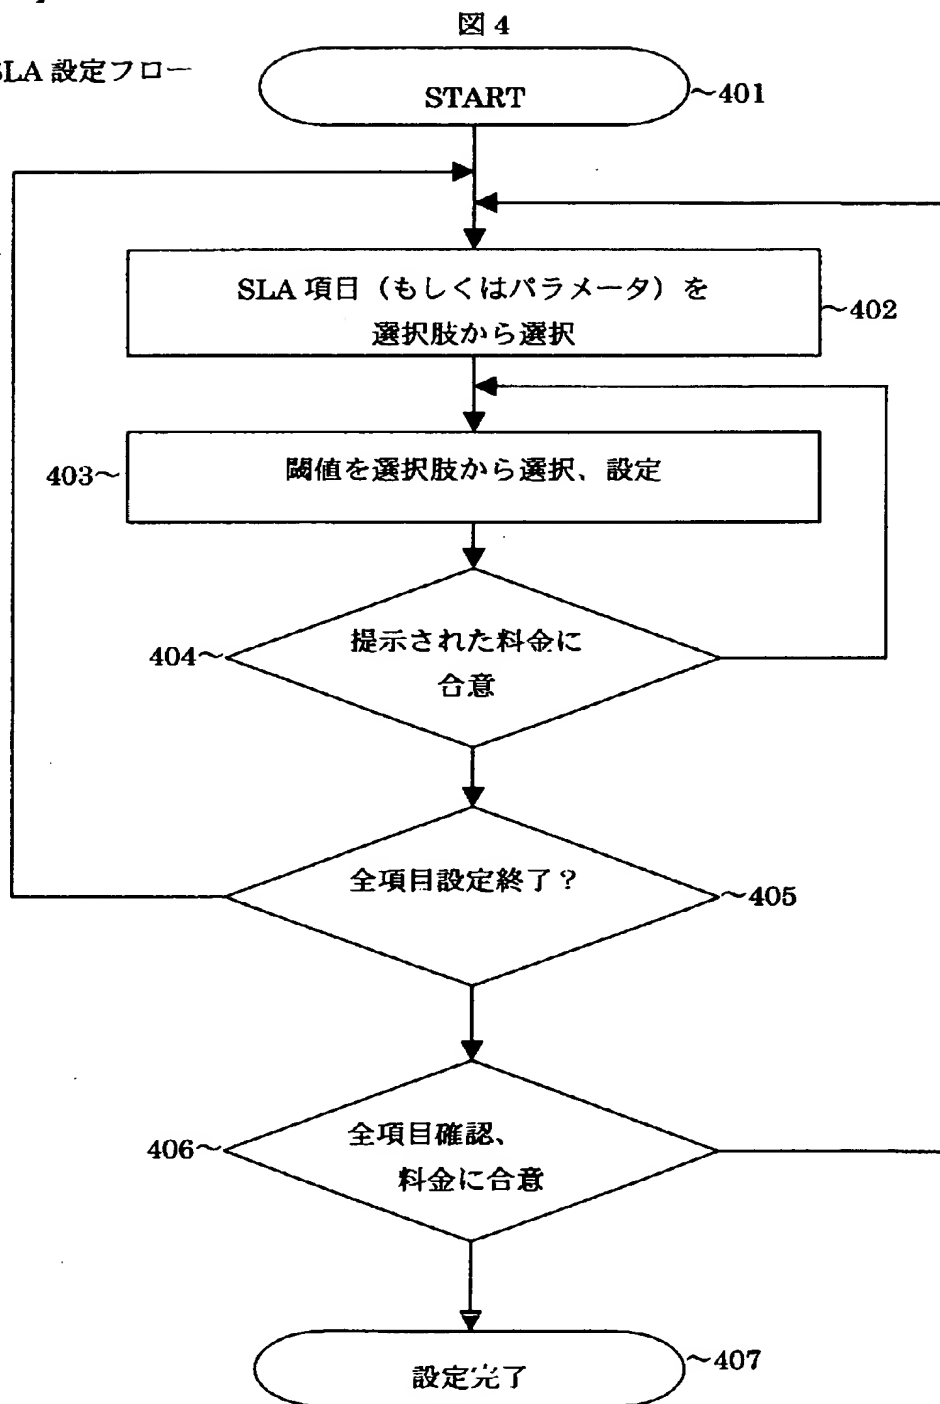 図 4
SLA 設定フロー
START
~401
SLA 項目（もしくはパラメータ）を
選択肢から選択
~402
403~
閾値を選択肢から選択、設定
404~
提示された料金に
合意
全項目設定終了？
~405
406~
全項目確認、
料金に合意
~407
設定完了